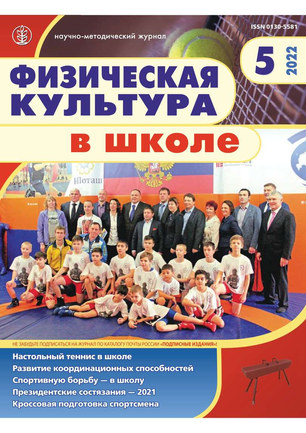 научно-методический журнал
ISSN 0130-5581
ФИЗИЧЕСКАЯ
КУЛЬТУРА
В ШКОЛЕ
5
2022
НЕ ЗАБУДЬТЕ ПОДПИСАТЬСЯ НА ЖУРНАЛ ПО КАТАЛОГУ ПОЧТЫ РОССИИ «ПОДПИСНЫЕ ИЗДАНИЯ»!
Настольный теннис в школе
Развитие координационных способностей
Спортивную борьбу — в школу
Президентские состязания — 2021
Кроссовая подготовка спортсмена